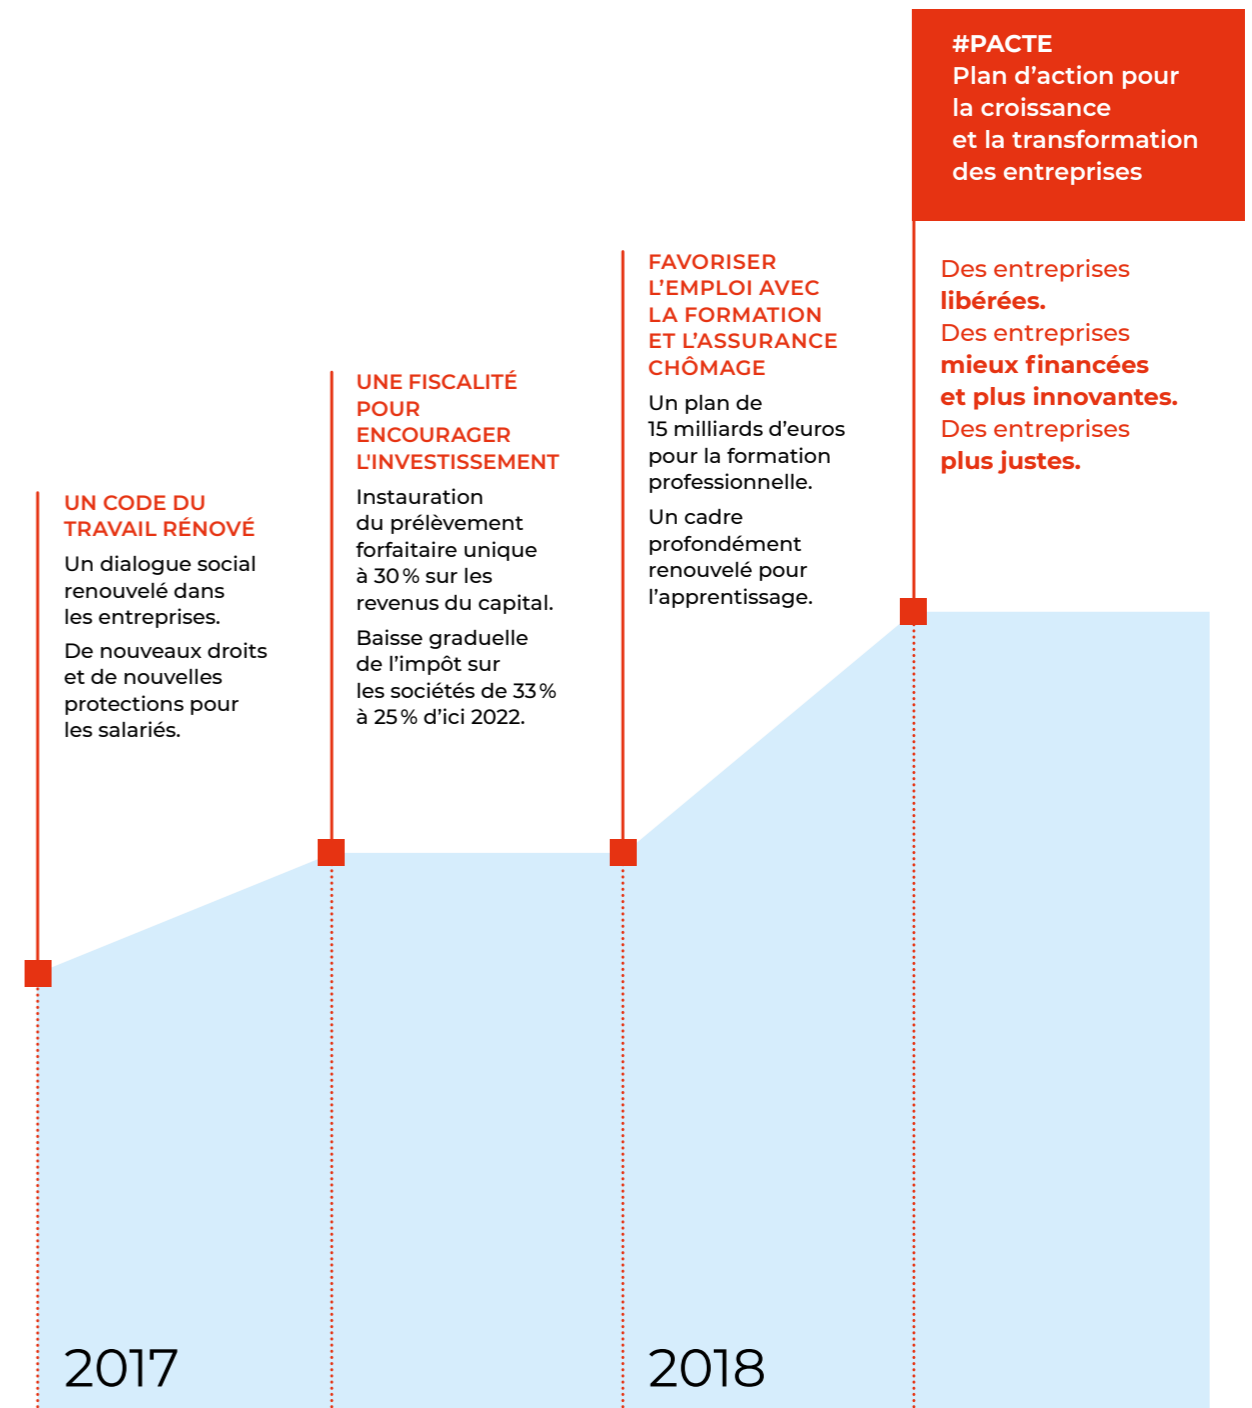 #PACTE
Plan d’action pour
la croissance
et la transformation
des entreprises
Des entreprises
libérées.
Des entreprises
mieux financées
et plus innovantes.
Des entreprises
plus justes.
FAVORISER
L’EMPLOI AVEC
LA FORMATION
ET L’ASSURANCE
CHÔMAGE
Un plan de
15 milliards d’euros
pour la formation
professionnelle.
Un cadre
profondément
renouvelé pour
l’apprentissage.
UNE FISCALITÉ
POUR
ENCOURAGER
L'INVESTISSEMENT
Instauration
du prélèvement
forfaitaire unique
à 30 % sur les
revenus du capital.
Baisse graduelle
de l’impôt sur
les sociétés de 33 %
à 25 % d’ici 2022.
UN CODE DU
TRAVAIL RÉNOVÉ
Un dialogue social
renouvelé dans
les entreprises.
De nouveaux droits
et de nouvelles
protections pour
les salariés.
2017
2018